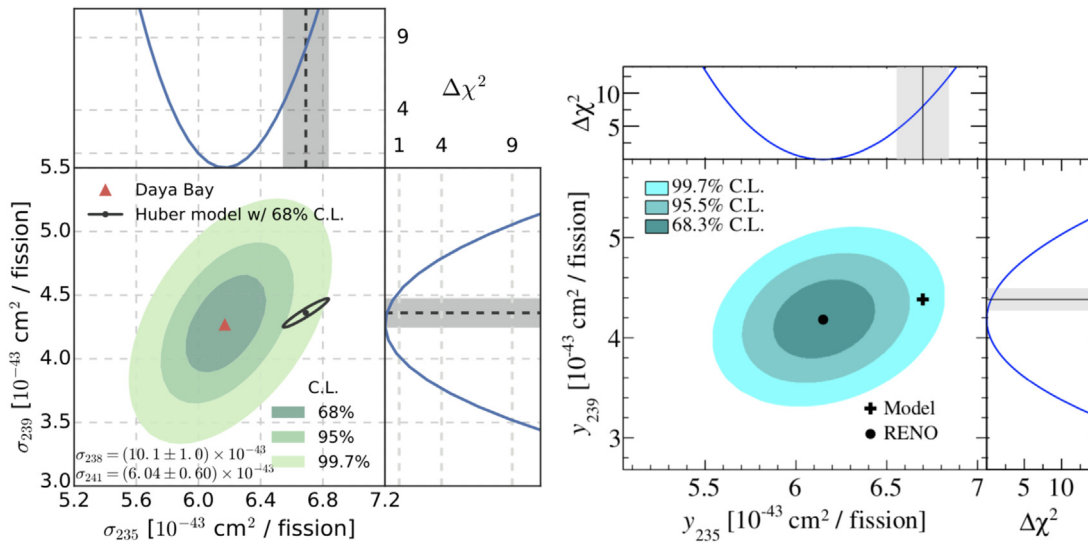 9
4
Δχ²
1 4 9
5.5
5.0
4.5
4.0
3.5
3.0
σ₂₃₉ [10⁻⁴³ cm² / fission]
Daya Bay
Huber model w/ 68% C.L.
C.L.
68%
95%
99.7%
σ₂₃₈ = (10.1 ± 1.0) × 10⁻⁴³
σ₂₄₁ = (6.04 ± 0.60) × 10⁻⁴³
5.2 5.6 6.0 6.4 6.8 7.2
σ₂₃₅ [10⁻⁴³ cm² / fission]
Δχ²
10
5
99.7% C.L.
95.5% C.L.
68.3% C.L.
y₂₃₉ [10⁻⁴³ cm² / fission]
5
4
3
Model
RENO
5.5 6 6.5 7
y₂₃₅ [10⁻⁴³ cm² / fission]
5 10
Δχ²